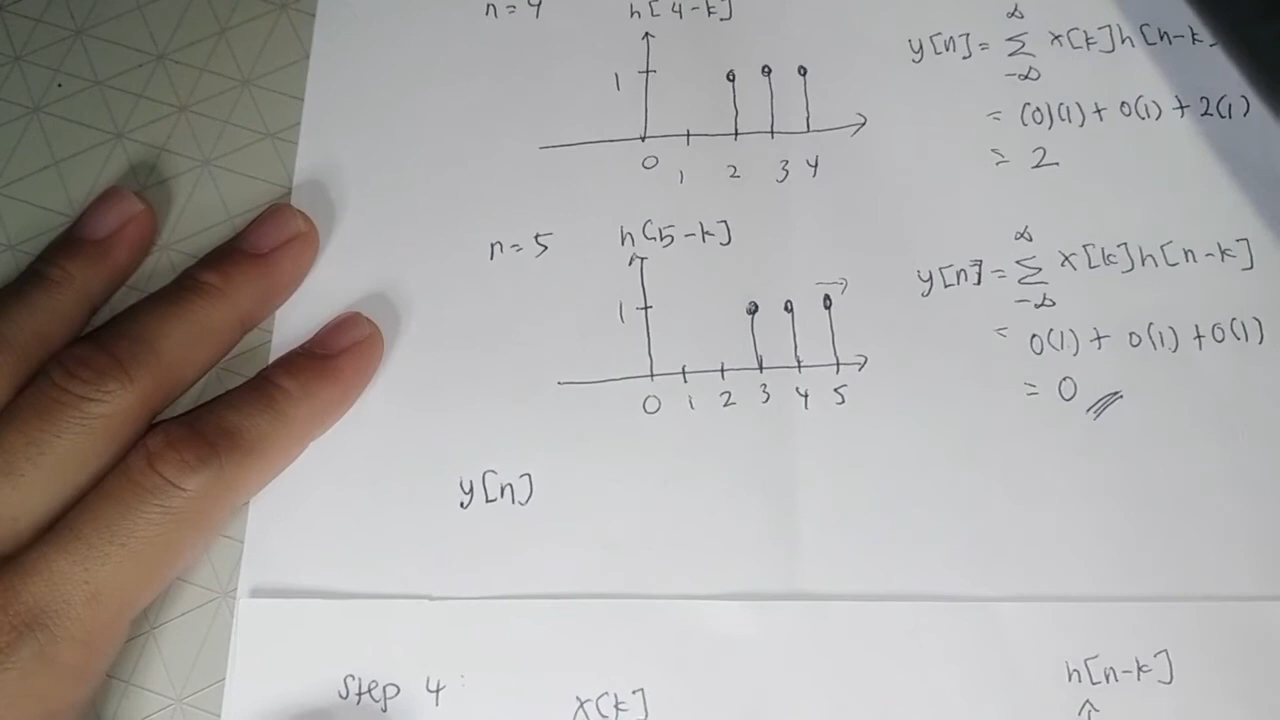 n=4 h[4-k]
y[n]= ∞ Σ -∞ x[k]h[n-k
1
= (0)(1) + 0(1) + 2(1)
0 1 2 3 4
= 2
n=5 h[5-k]
y[n]= ∞ Σ -∞ x[k]h[n-k]
1
= 0(1) + 0(1) + 0(1)
0 1 2 3 4 5
= 0
y[n]
Step 4:
x[k]
h[n-k]